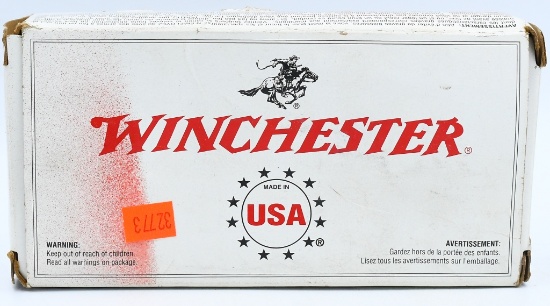 AVERTISSEMENT:
®
WINCHESTER®
MADE IN
USA
®
32773
WARNING:
Keep out of reach of children.
Read all warnings on package.
AVERTISSEMENT:
Gardez hors de la portée des enfants.
Lisez tous les avertissements sur l'emballage.